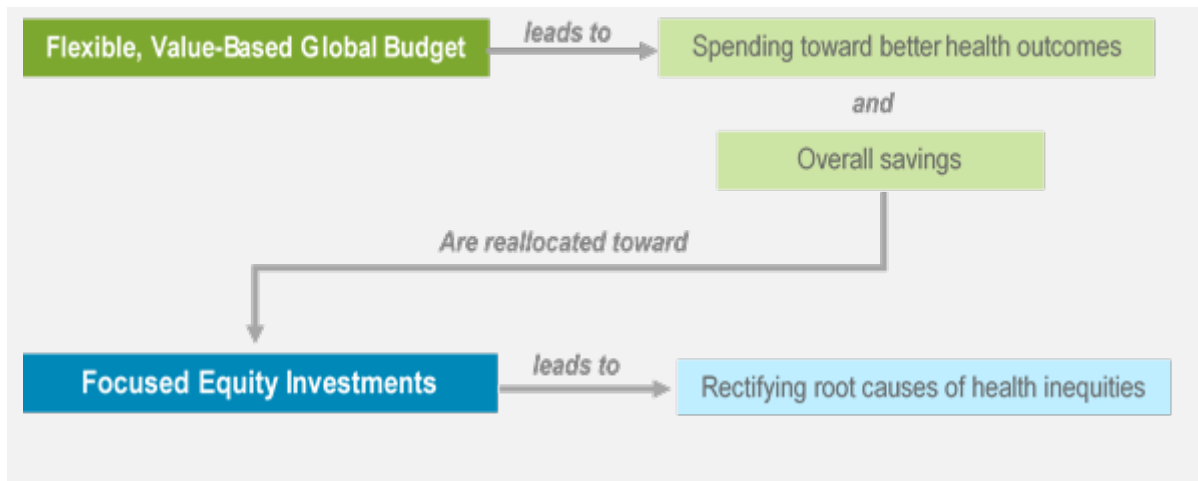 Flexible, Value-Based Global Budget
leads to
Spending toward better health outcomes
and
Overall savings
Are reallocated toward
Focused Equity Investments
leads to
Rectifying root causes of health inequities